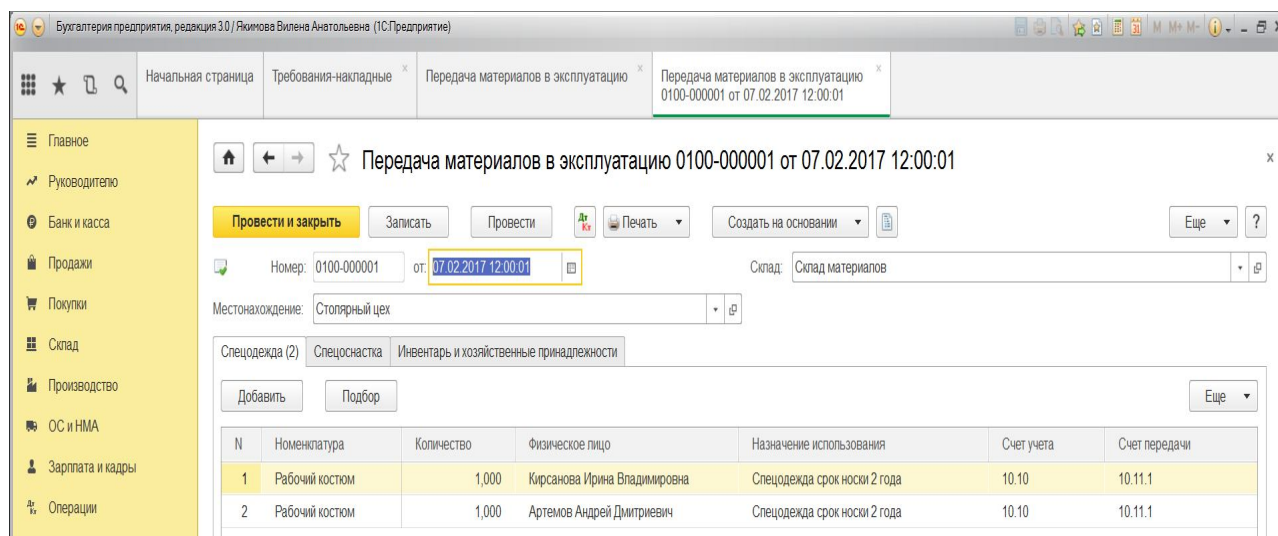 Бухгалтерия предприятия, редакция 3.0 / Якимова Вилена Анатольевна (1С:Предприятие)
M M+ M-
Начальная страница Требования-накладные Передача материалов в эксплуатацию Передача материалов в эксплуатацию
0100-000001 от 07.02.2017 12:00:01
Главное
Передача материалов в эксплуатацию 0100-000001 от 07.02.2017 12:00:01
Руководителю
Банк и касса
Провести и закрыть Записать Провести Дт Кт Печать Создать на основании Еще ?
Продажи
Номер: 0100-000001 от: 07.02.2017 12:00:01 Склад: Склад материалов
Покупки
Местонахождение: Столярный цех
Склад
Спецодежда (2) Спецоснастка Инвентарь и хозяйственные принадлежности
Производство
Добавить Подбор Еще
ОС и НМА
N Номенклатура Количество Физическое лицо Назначение использования Счет учета Счет передачи
Зарплата и кадры
1 Рабочий костюм 1,000 Кирсанова Ирина Владимировна Спецодежда срок носки 2 года 10.10 10.11.1
Операции
2 Рабочий костюм 1,000 Артемов Андрей Дмитриевич Спецодежда срок носки 2 года 10.10 10.11.1